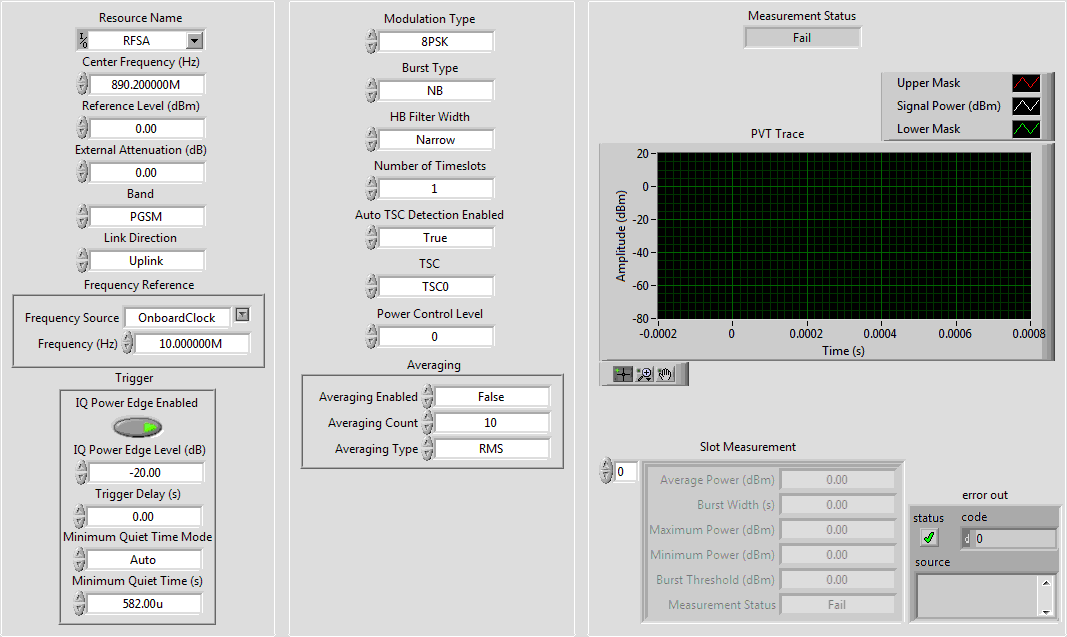 Resource Name
I/0 RFSA
Center Frequency (Hz)
890.200000M
Reference Level (dBm)
0.00
External Attenuation (dB)
0.00
Band
PGSM
Link Direction
Uplink
Frequency Reference
Frequency Source OnboardClock
Frequency (Hz) 10.000000M
Trigger
IQ Power Edge Enabled
IQ Power Edge Level (dB)
-20.00
Trigger Delay (s)
0.00
Minimum Quiet Time Mode
Auto
Minimum Quiet Time (s)
582.00u
Modulation Type
8PSK
Burst Type
NB
HB Filter Width
Narrow
Number of Timeslots
1
Auto TSC Detection Enabled
True
TSC
TSC0
Power Control Level
0
Averaging
Averaging Enabled False
Averaging Count 10
Averaging Type RMS
Measurement Status
Fail
Upper Mask
Signal Power (dBm)
Lower Mask
PVT Trace
Amplitude (dBm)
20
0
-20
-40
-60
-80
-0.0002 0 0.0002 0.0004 0.0006 0.0008
Time (s)
Slot Measurement
0
Average Power (dBm) 0.00
Burst Width (s) 0.00
Maximum Power (dBm) 0.00
Minimum Power (dBm) 0.00
Burst Threshold (dBm) 0.00
Measurement Status Fail
error out
status code
d 0
source